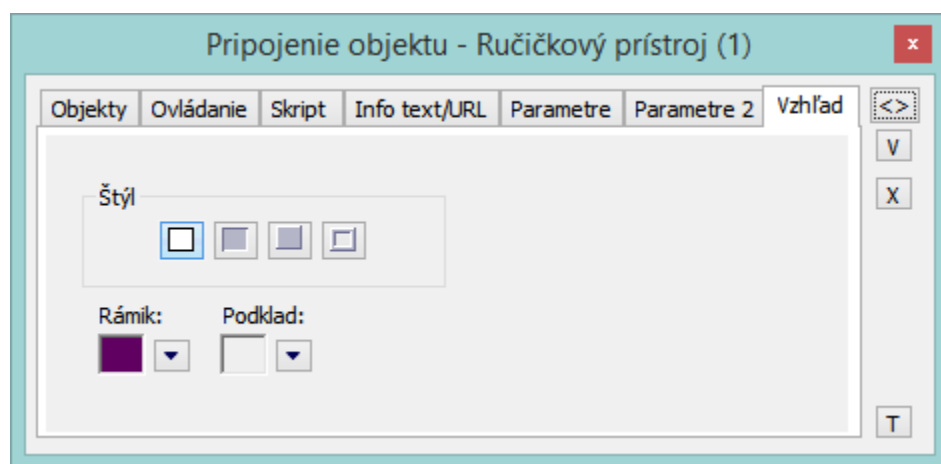 Pripojenie objektu - Ručičkový prístroj (1)
x
Objekty Ovládanie Skript Info text/URL Parametre Parametre 2 Vzhľad <>
V
Štýl X
Rámik: Podklad:
T